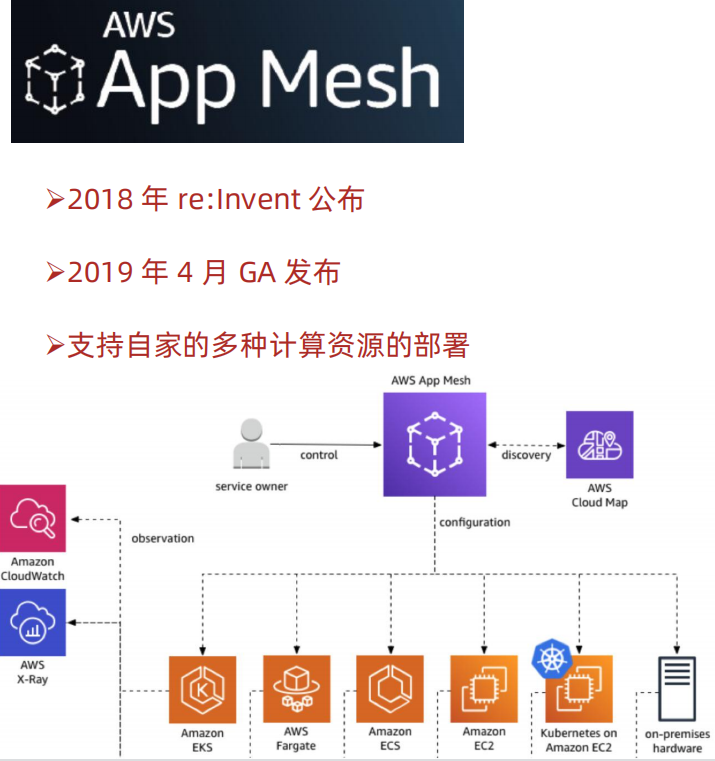 AWS
App Mesh
➢2018 年 re:Invent 公布
➢2019 年 4 月 GA 发布
➢支持自家的多种计算资源的部署
AWS App Mesh
control
discovery
service owner
AWS
Cloud Map
configuration
observation
Amazon
CloudWatch
AWS
X-Ray
Amazon
EKS
AWS
Fargate
Amazon
ECS
Amazon
EC2
Kubernetes on
Amazon EC2
on-premises
hardware